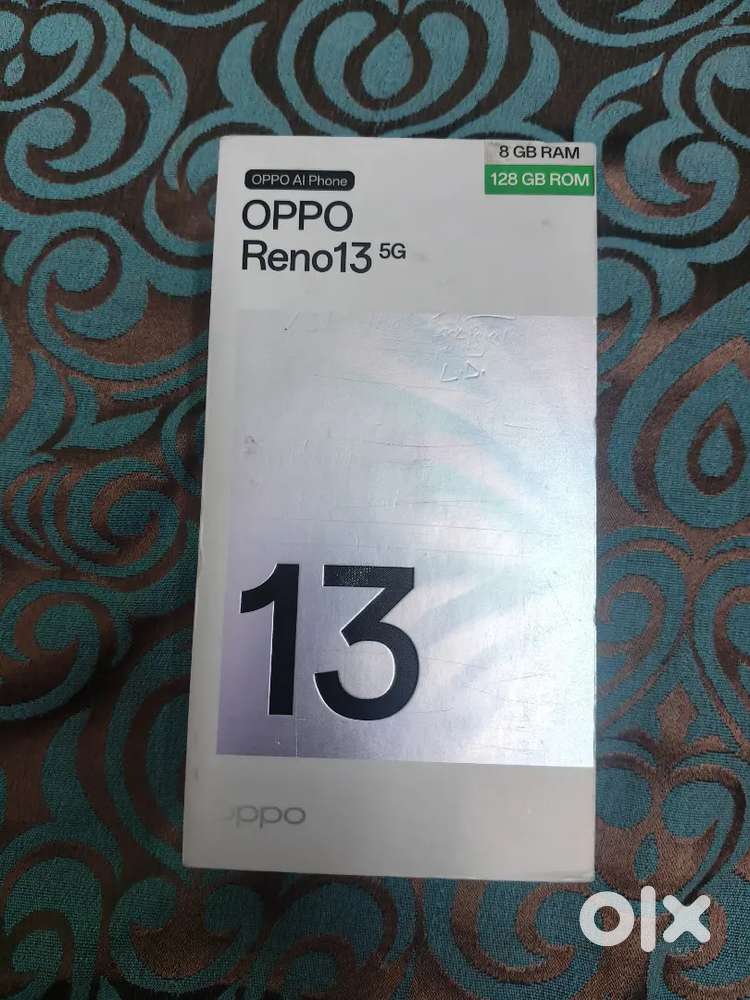 8 GB RAM
128 GB ROM
OPPO AI Phone
OPPO
Reno13 5G
13
oppo
olx